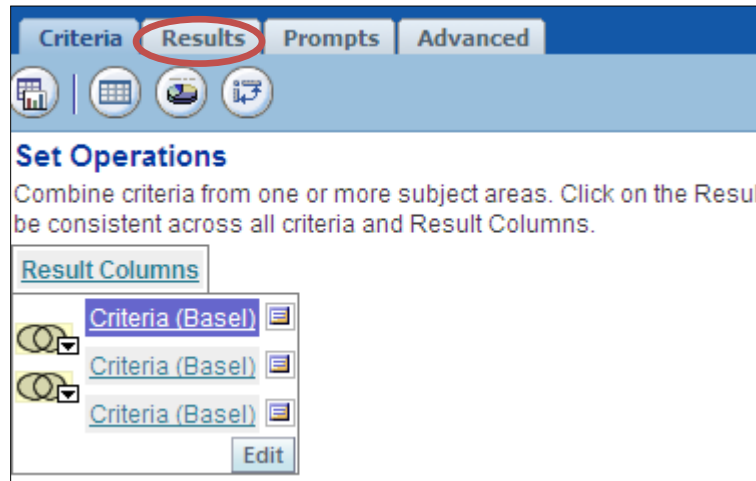 Criteria Results Prompts Advanced
Set Operations
Combine criteria from one or more subject areas. Click on the Resul
be consistent across all criteria and Result Columns.
Result Columns
Criteria (Basel)
Criteria (Basel)
Criteria (Basel)
Edit